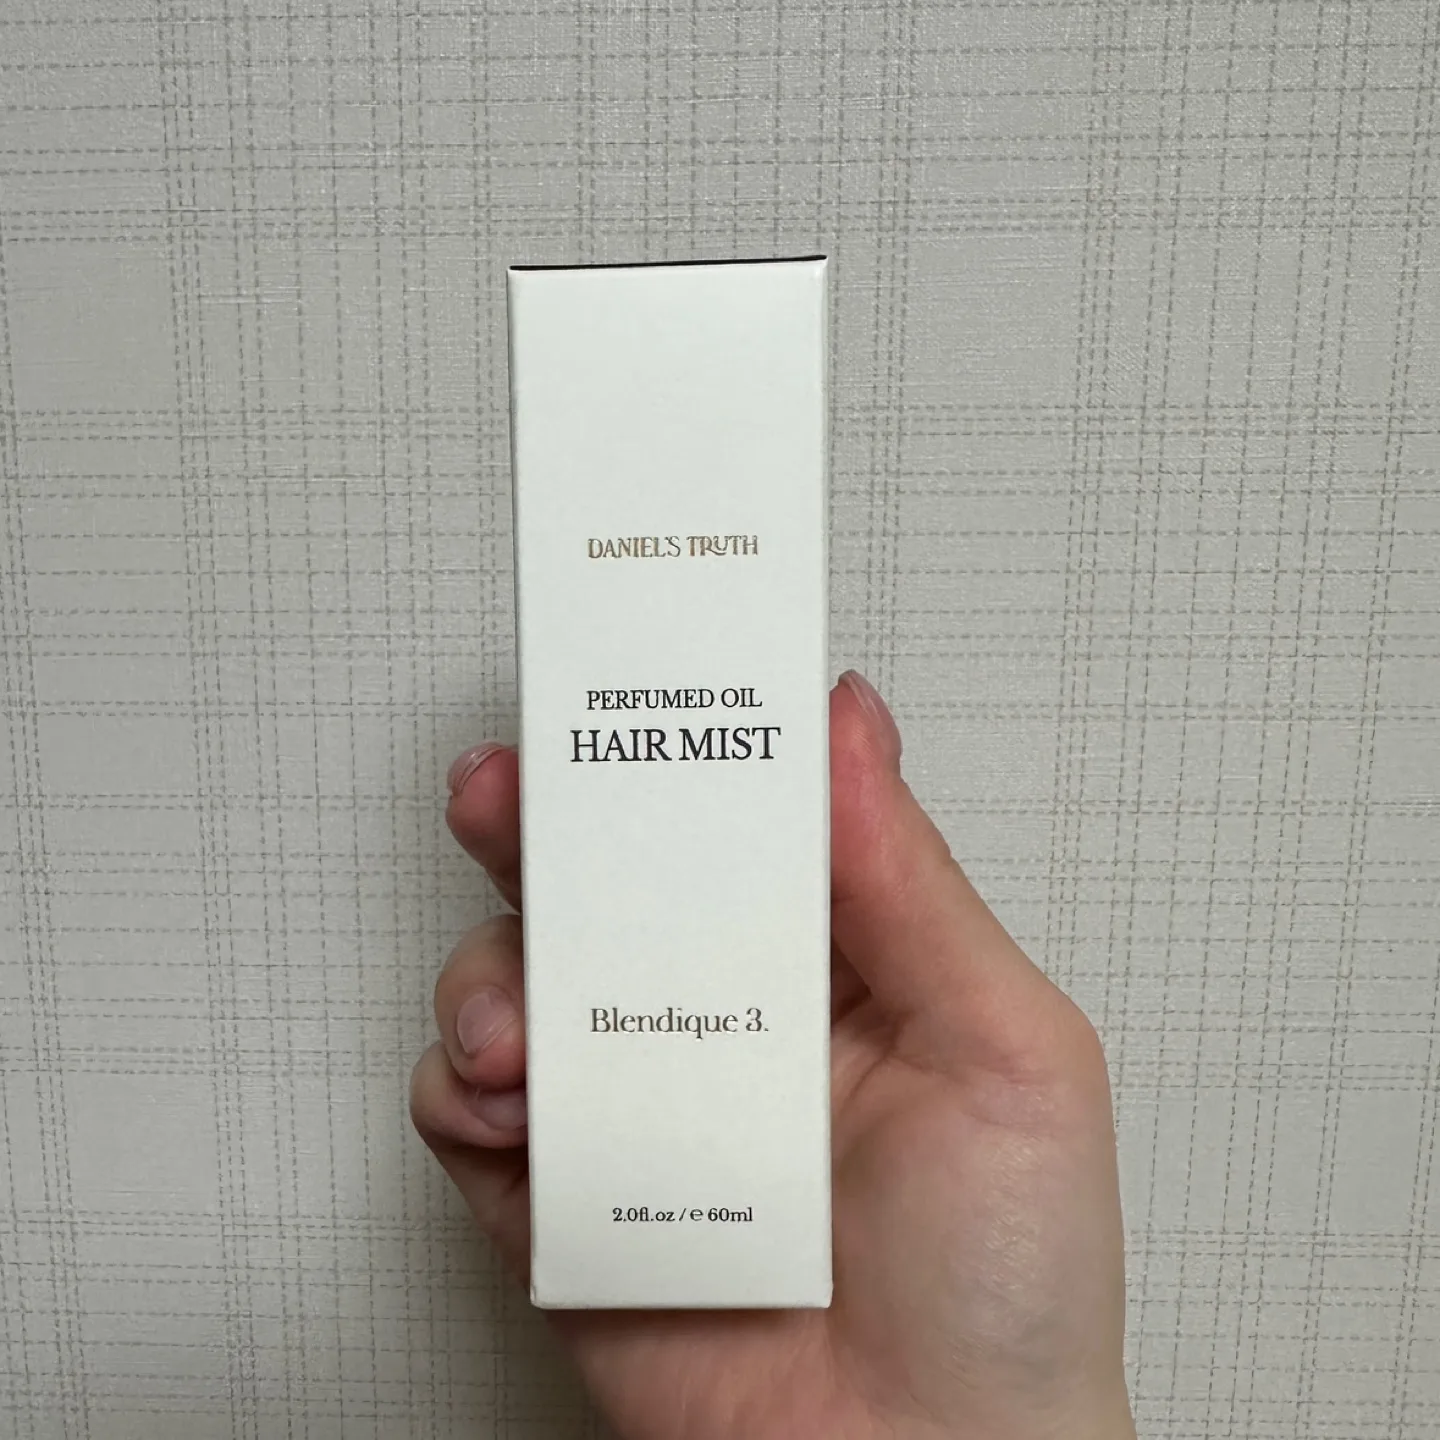 DANIEL'S TRUTH
PERFUMED OIL
HAIR MIST
Blendique 3.
2.0fl.oz / ℮ 60ml